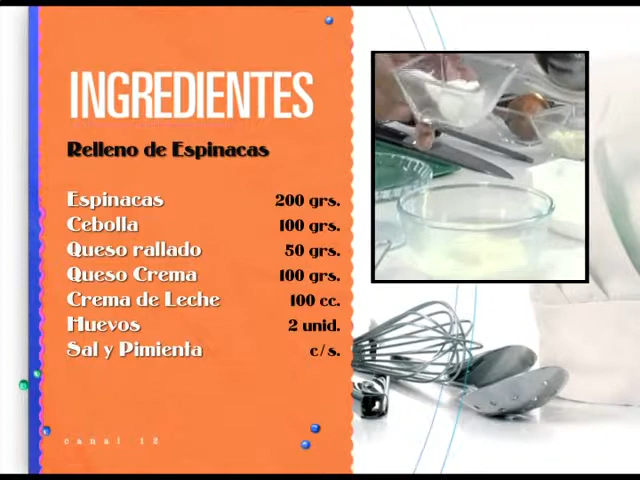 INGREDIENTES
Relleno de Espinacas
Espinacas 200 grs.
Cebolla 100 grs.
Queso rallado 50 grs.
Queso Crema 100 grs.
Crema de Leche 100 cc.
Huevos 2 unid.
Sal y Pimienta c/s.
canal 12